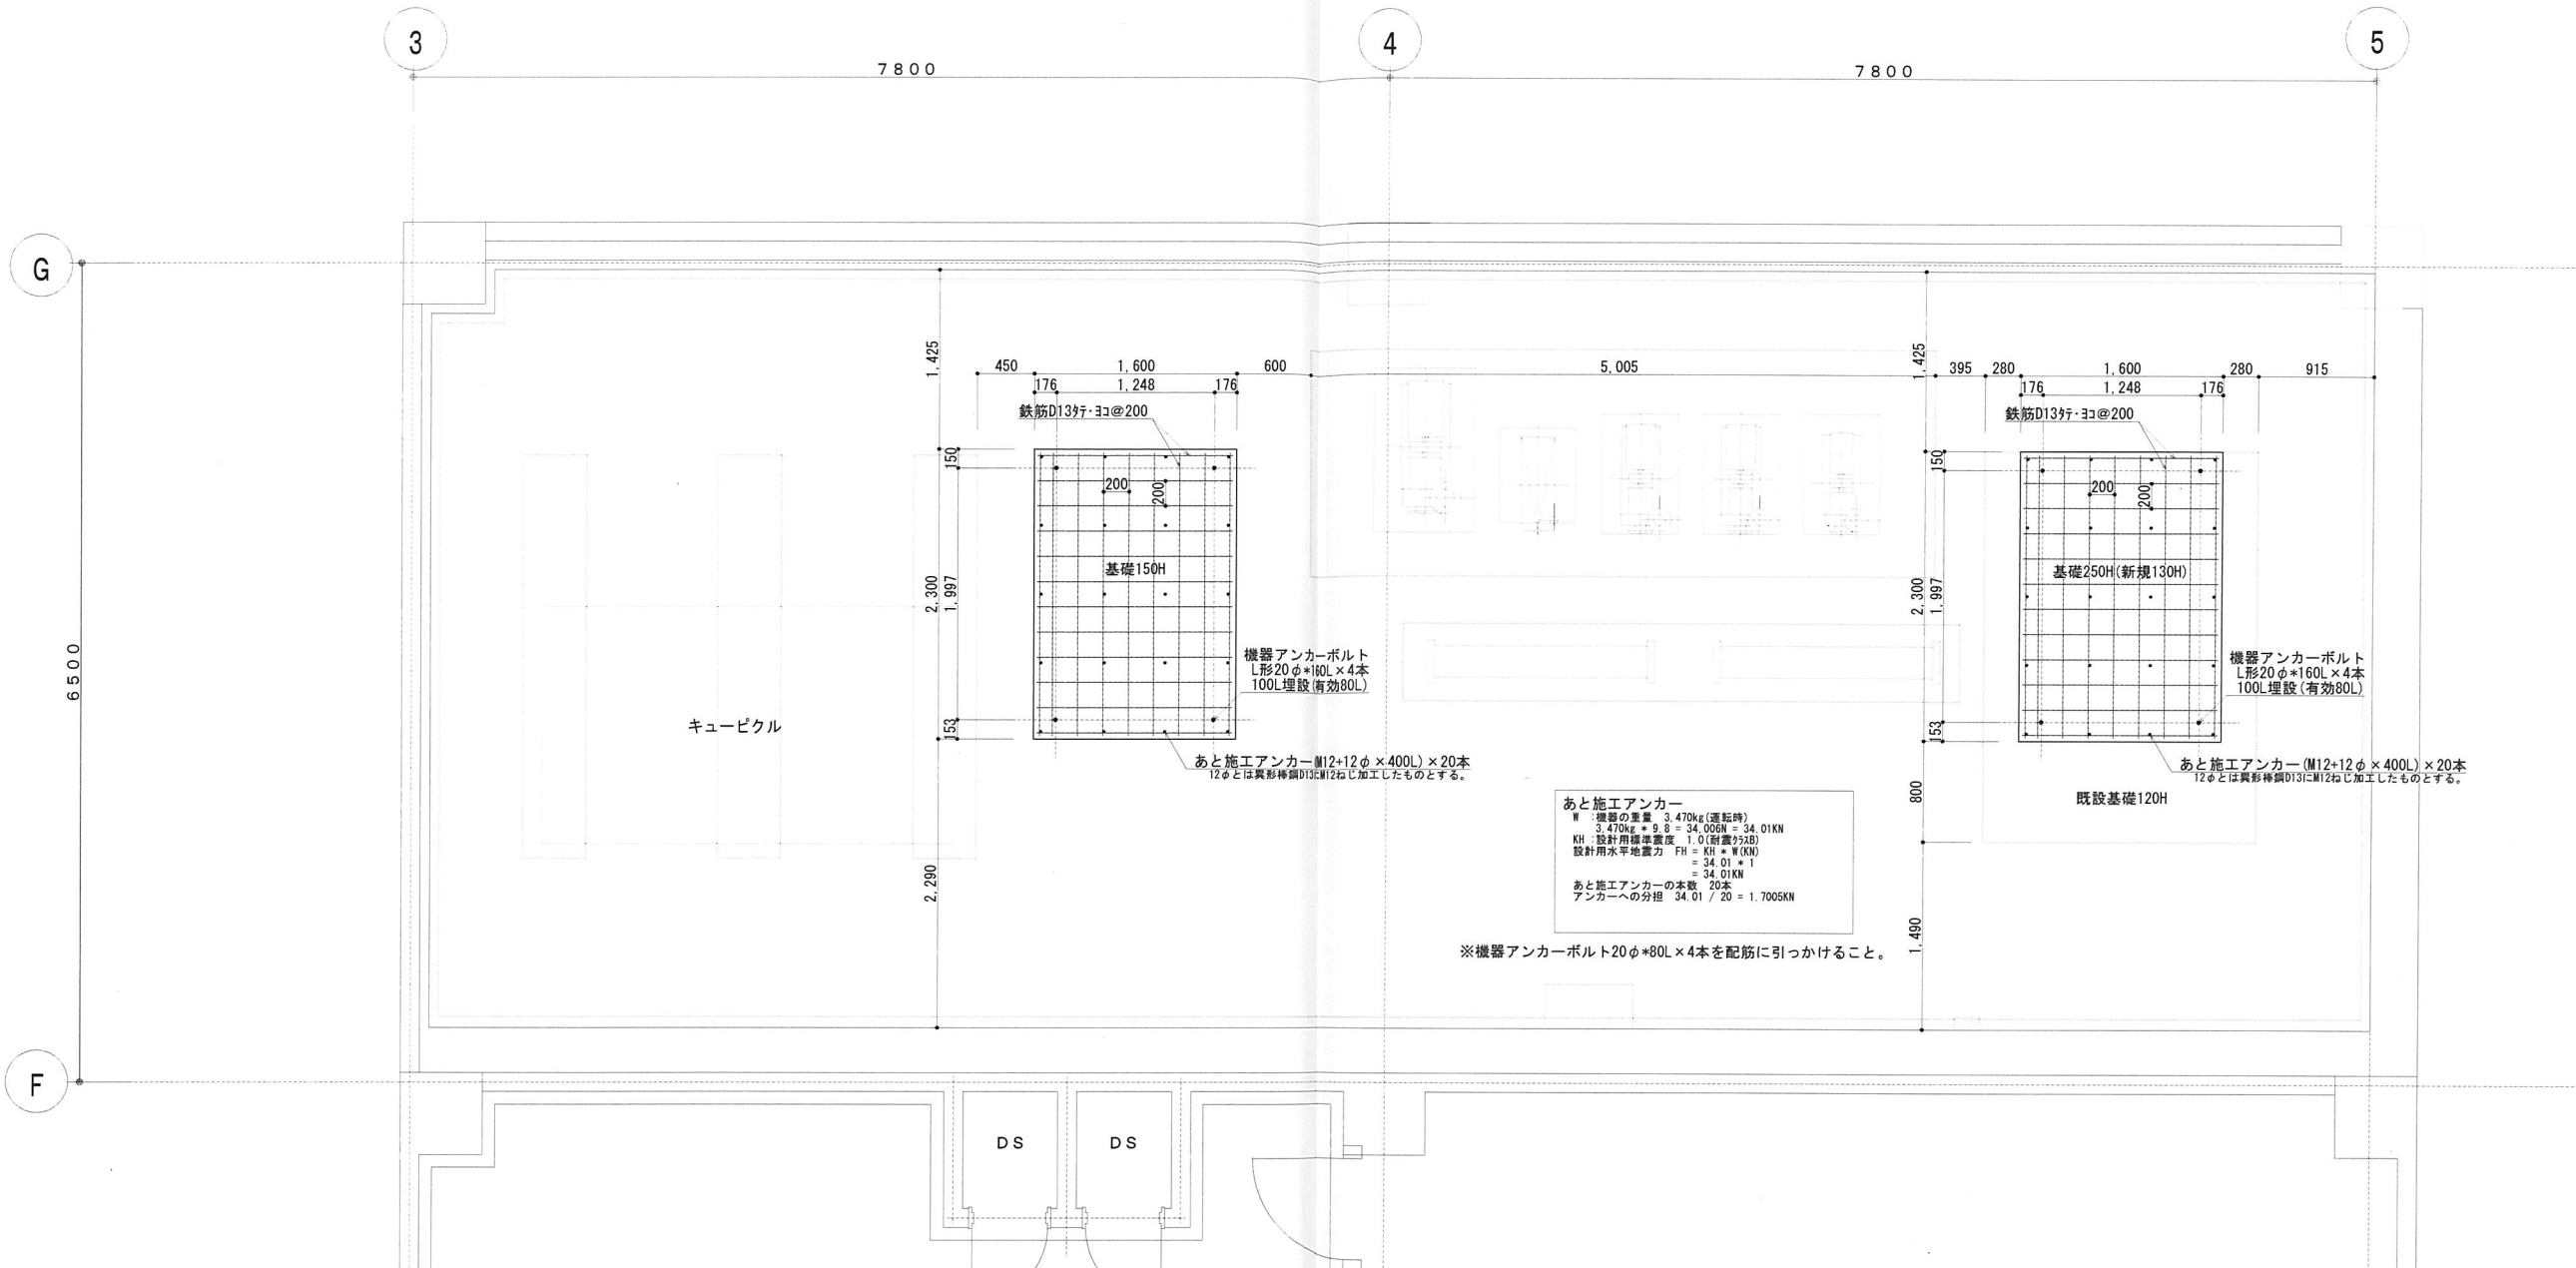 3
4
5
7800
7800
G
F
6500
1,425
450
1,600
600
5,005
176
1,248
176
鉄筋D13ﾀﾃ・ﾖｺ@200
150
200
200
基礎150H
2,300
1,997
153
2,290
機器アンカーボルト
L形20φ*160L×4本
100L埋設(有効80L)
あと施工アンカー(M12+12φ×400L)×20本
12φとは異形棒鋼D13にM12ねじ加工したものとする。
キュービクル
1,425
395
280
1,600
280
915
176
1,248
176
鉄筋D13ﾀﾃ・ﾖｺ@200
150
200
200
基礎250H(新規130H)
2,300
1,997
153
800
1,490
機器アンカーボルト
L形20φ*160L×4本
100L埋設(有効80L)
あと施工アンカー(M12+12φ×400L)×20本
12φとは異形棒鋼D13にM12ねじ加工したものとする。
既設基礎120H
あと施工アンカー
W :機器の重量 3,470kg(運転時)
3,470kg * 9.8 = 34,006N = 34.01KN
KH :設計用標準震度 1.0(耐震ｸﾗｽB)
設計用水平地震力 FH = KH * W(KN)
= 34.01 * 1
= 34.01KN
あと施工アンカーの本数 20本
アンカーへの分担 34.01 / 20 = 1.7005KN
※機器アンカーボルト20φ*80L×4本を配筋に引っかけること。
DS
DS